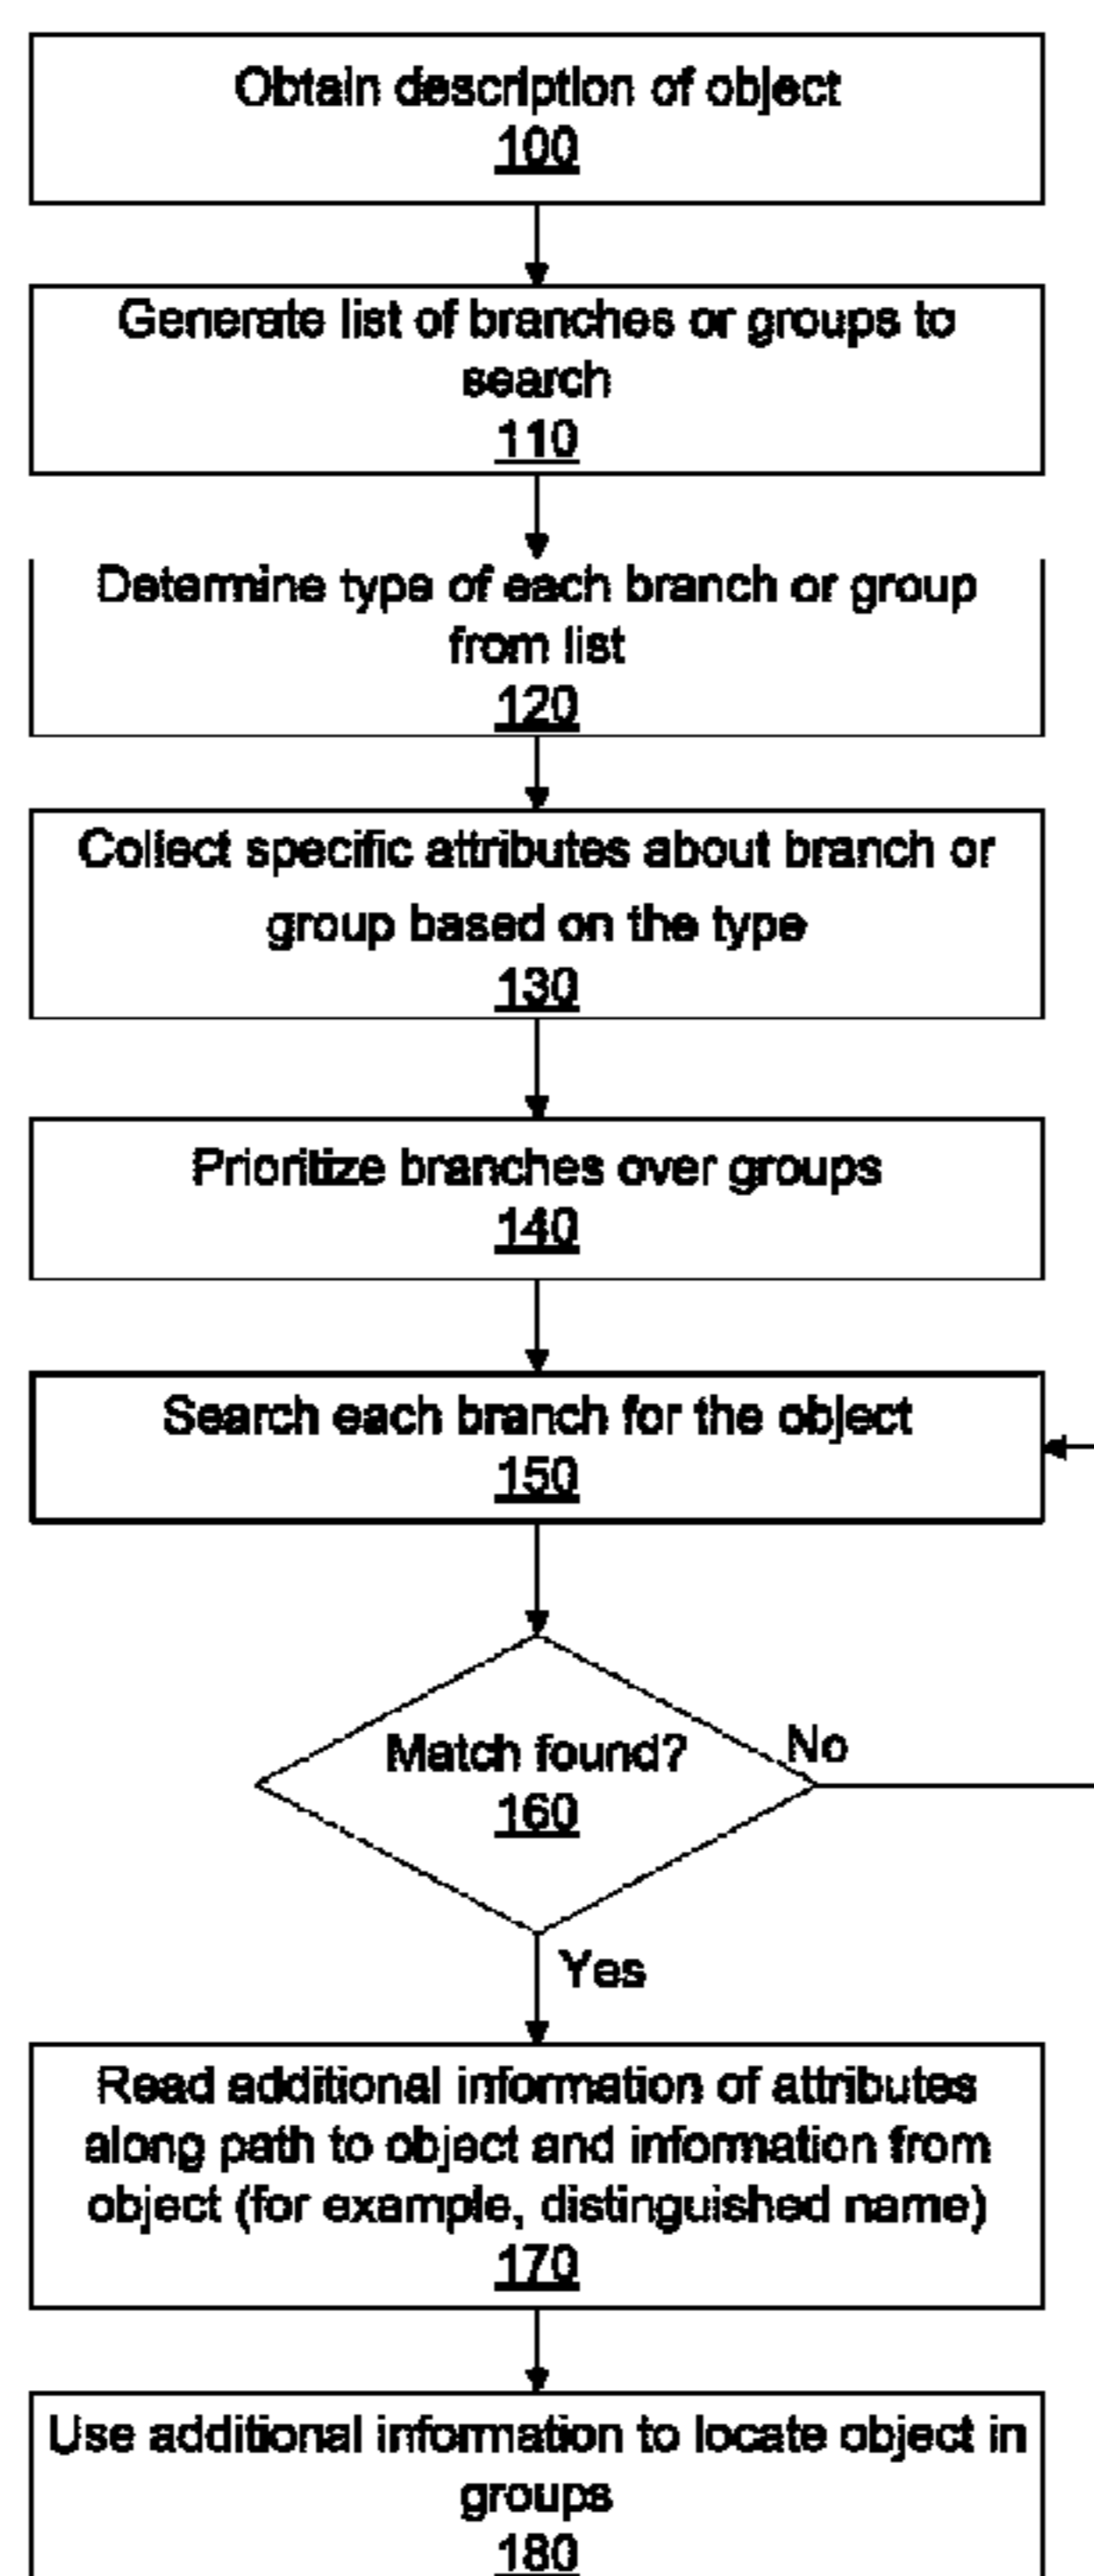 Obtain description of object
100
Generate list of branches or groups to
search
110
Determine type of each branch or group
from list
120
Collect specific attributes about branch or
group based on the type
130
Prioritize branches over groups
140
Search each branch for the object
150
Match found?
160
No
Yes
Read additional information of attributes
along path to object and information from
object (for example, distinguished name)
170
Use additional information to locate object in
groups
180